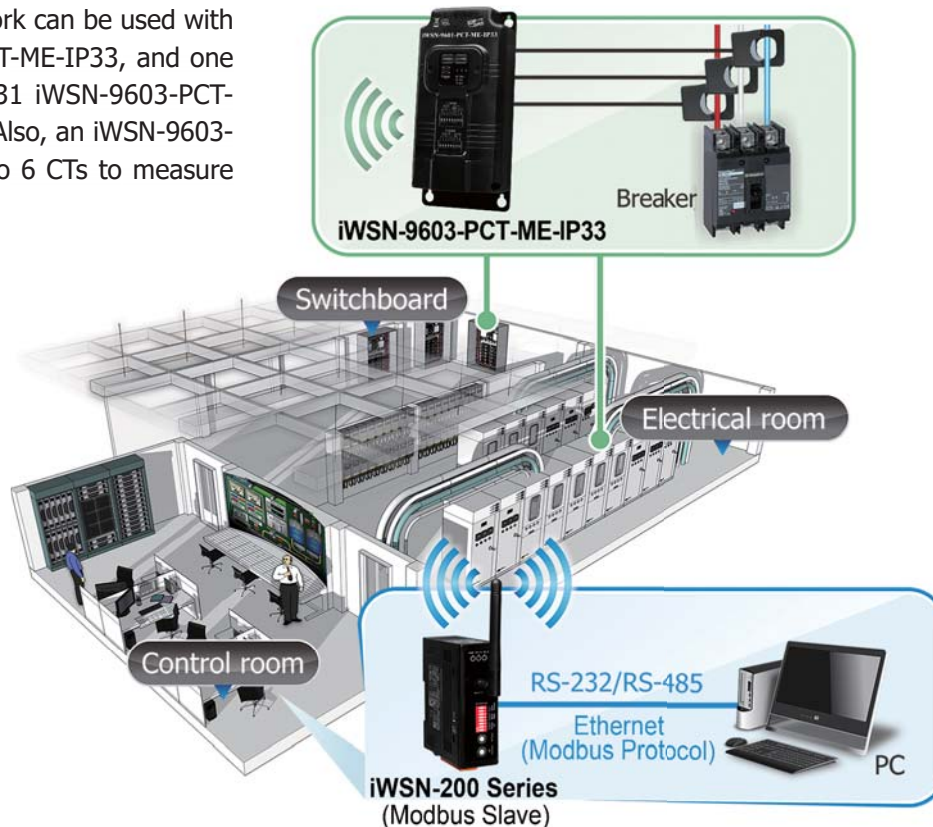 ork can be used with
T-ME-IP33, and one
31 iWSN-9603-PCT-
Also, an iWSN-9603-
o 6 CTs to measure
iWSN-9603-PCT-ME-IP33
Breaker
iWSN-9603-PCT-ME-IP33
Switchboard
Electrical room
Control room
RS-232/RS-485
Ethernet
(Modbus Protocol)
PC
iWSN-200 Series
(Modbus Slave)